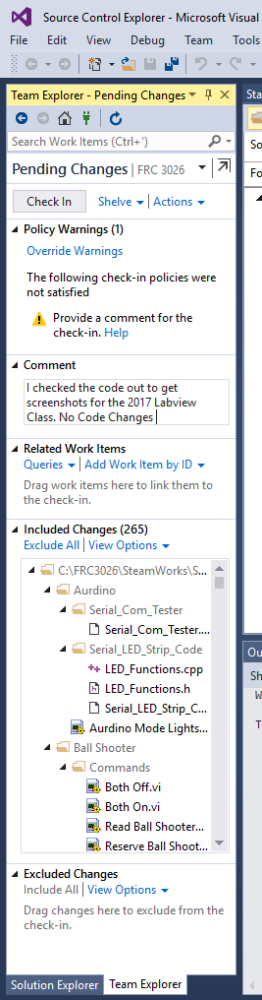 Source Control Explorer - Microsoft Visual
File Edit View Debug Team Tools
Team Explorer - Pending Changes
Sta
Search Work Items (Ctrl+')
So
Pending Changes | FRC 3026
Fo
Check In Shelve | Actions
Policy Warnings (1)
Override Warnings
The following check-in policies were
not satisfied
Provide a comment for the
check-in. Help
Comment
I checked the code out to get
screenshots for the 2017 Labview
Class. No Code Changes
Related Work Items
Queries | Add Work Item by ID
Drag work items here to link them to
the check-in.
Included Changes (265)
Exclude All | View Options
C:\FRC3026\SteamWorks\S...
Aurdino
Serial_Com_Tester
Serial_Com_Tester....
Serial_LED_Strip_Code
Ou
LED_Functions.cpp
Sh
LED_Functions.h
W
Serial_LED_Strip_C...
T
Aurdino Mode Lights...
Ball Shooter
Commands
Both Off.vi
Both On.vi
Read Ball Shooter...
Reserve Ball Shoot...
Excluded Changes
Include All | View Options
Drag changes here to exclude from the
check-in.
Solution Explorer Team Explorer